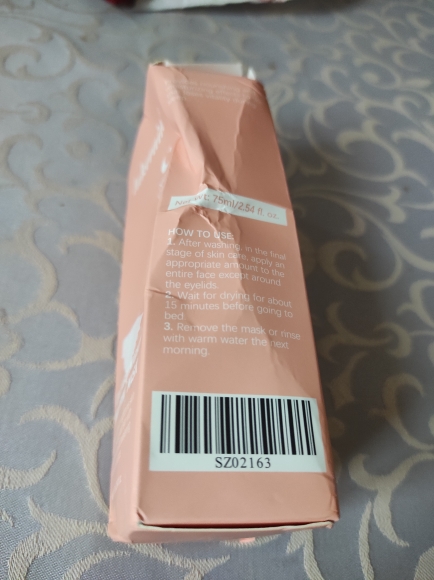 Net wt: 75ml/2.54 fl. oz.
HOW TO USE:
1. After washing, in the final
stage of skin care, apply an
appropriate amount to the
entire face except around
the eyelids.
2. Wait for drying for about
15 minutes before going to
bed.
3. Remove the mask or rinse
with warm water the next
morning.
SZ02163